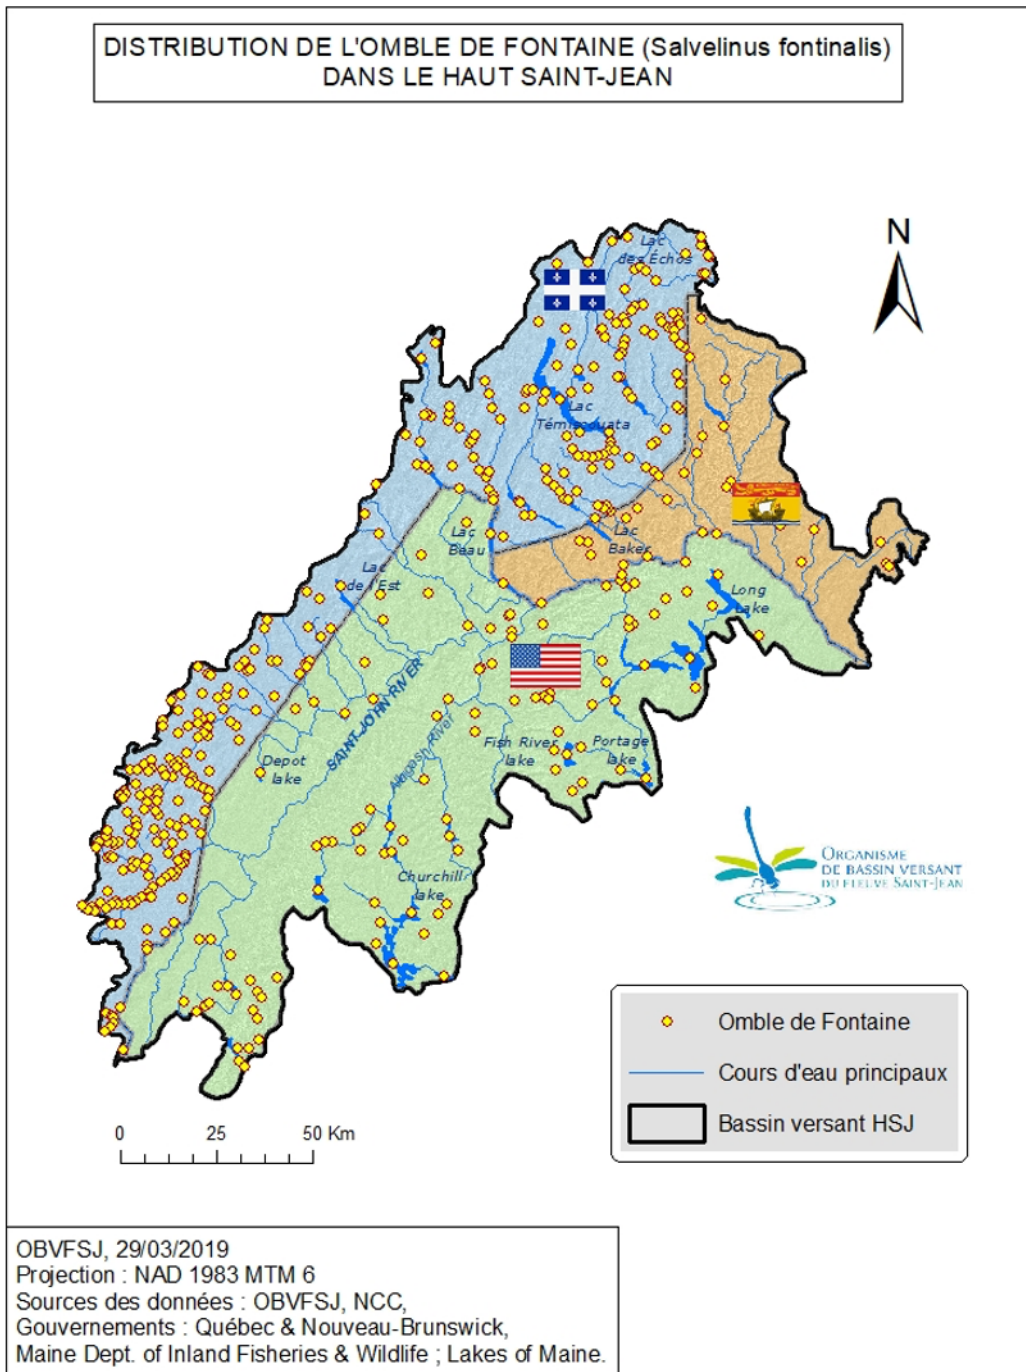 DISTRIBUTION DE L'OMBLE DE FONTAINE (Salvelinus fontinalis)
DANS LE HAUT SAINT-JEAN
N
Lac
des Échos
Lac
Témiscouata
Lac
Beau
Lac
Baker
Lac
de l'Est
Long
Lake
SAINT-JOHN RIVER
Allagash River
Depot
lake
Fish River
lake
Portage
lake
Churchill
lake
ORGANISME
DE BASSIN VERSANT
DU FLEUVE SAINT-JEAN
Omble de Fontaine
Cours d'eau principaux
Bassin versant HSJ
0 25 50 Km
OBVFSJ, 29/03/2019
Projection : NAD 1983 MTM 6
Sources des données : OBVFSJ, NCC,
Gouvernements : Québec & Nouveau-Brunswick,
Maine Dept. of Inland Fisheries & Wildlife ; Lakes of Maine.